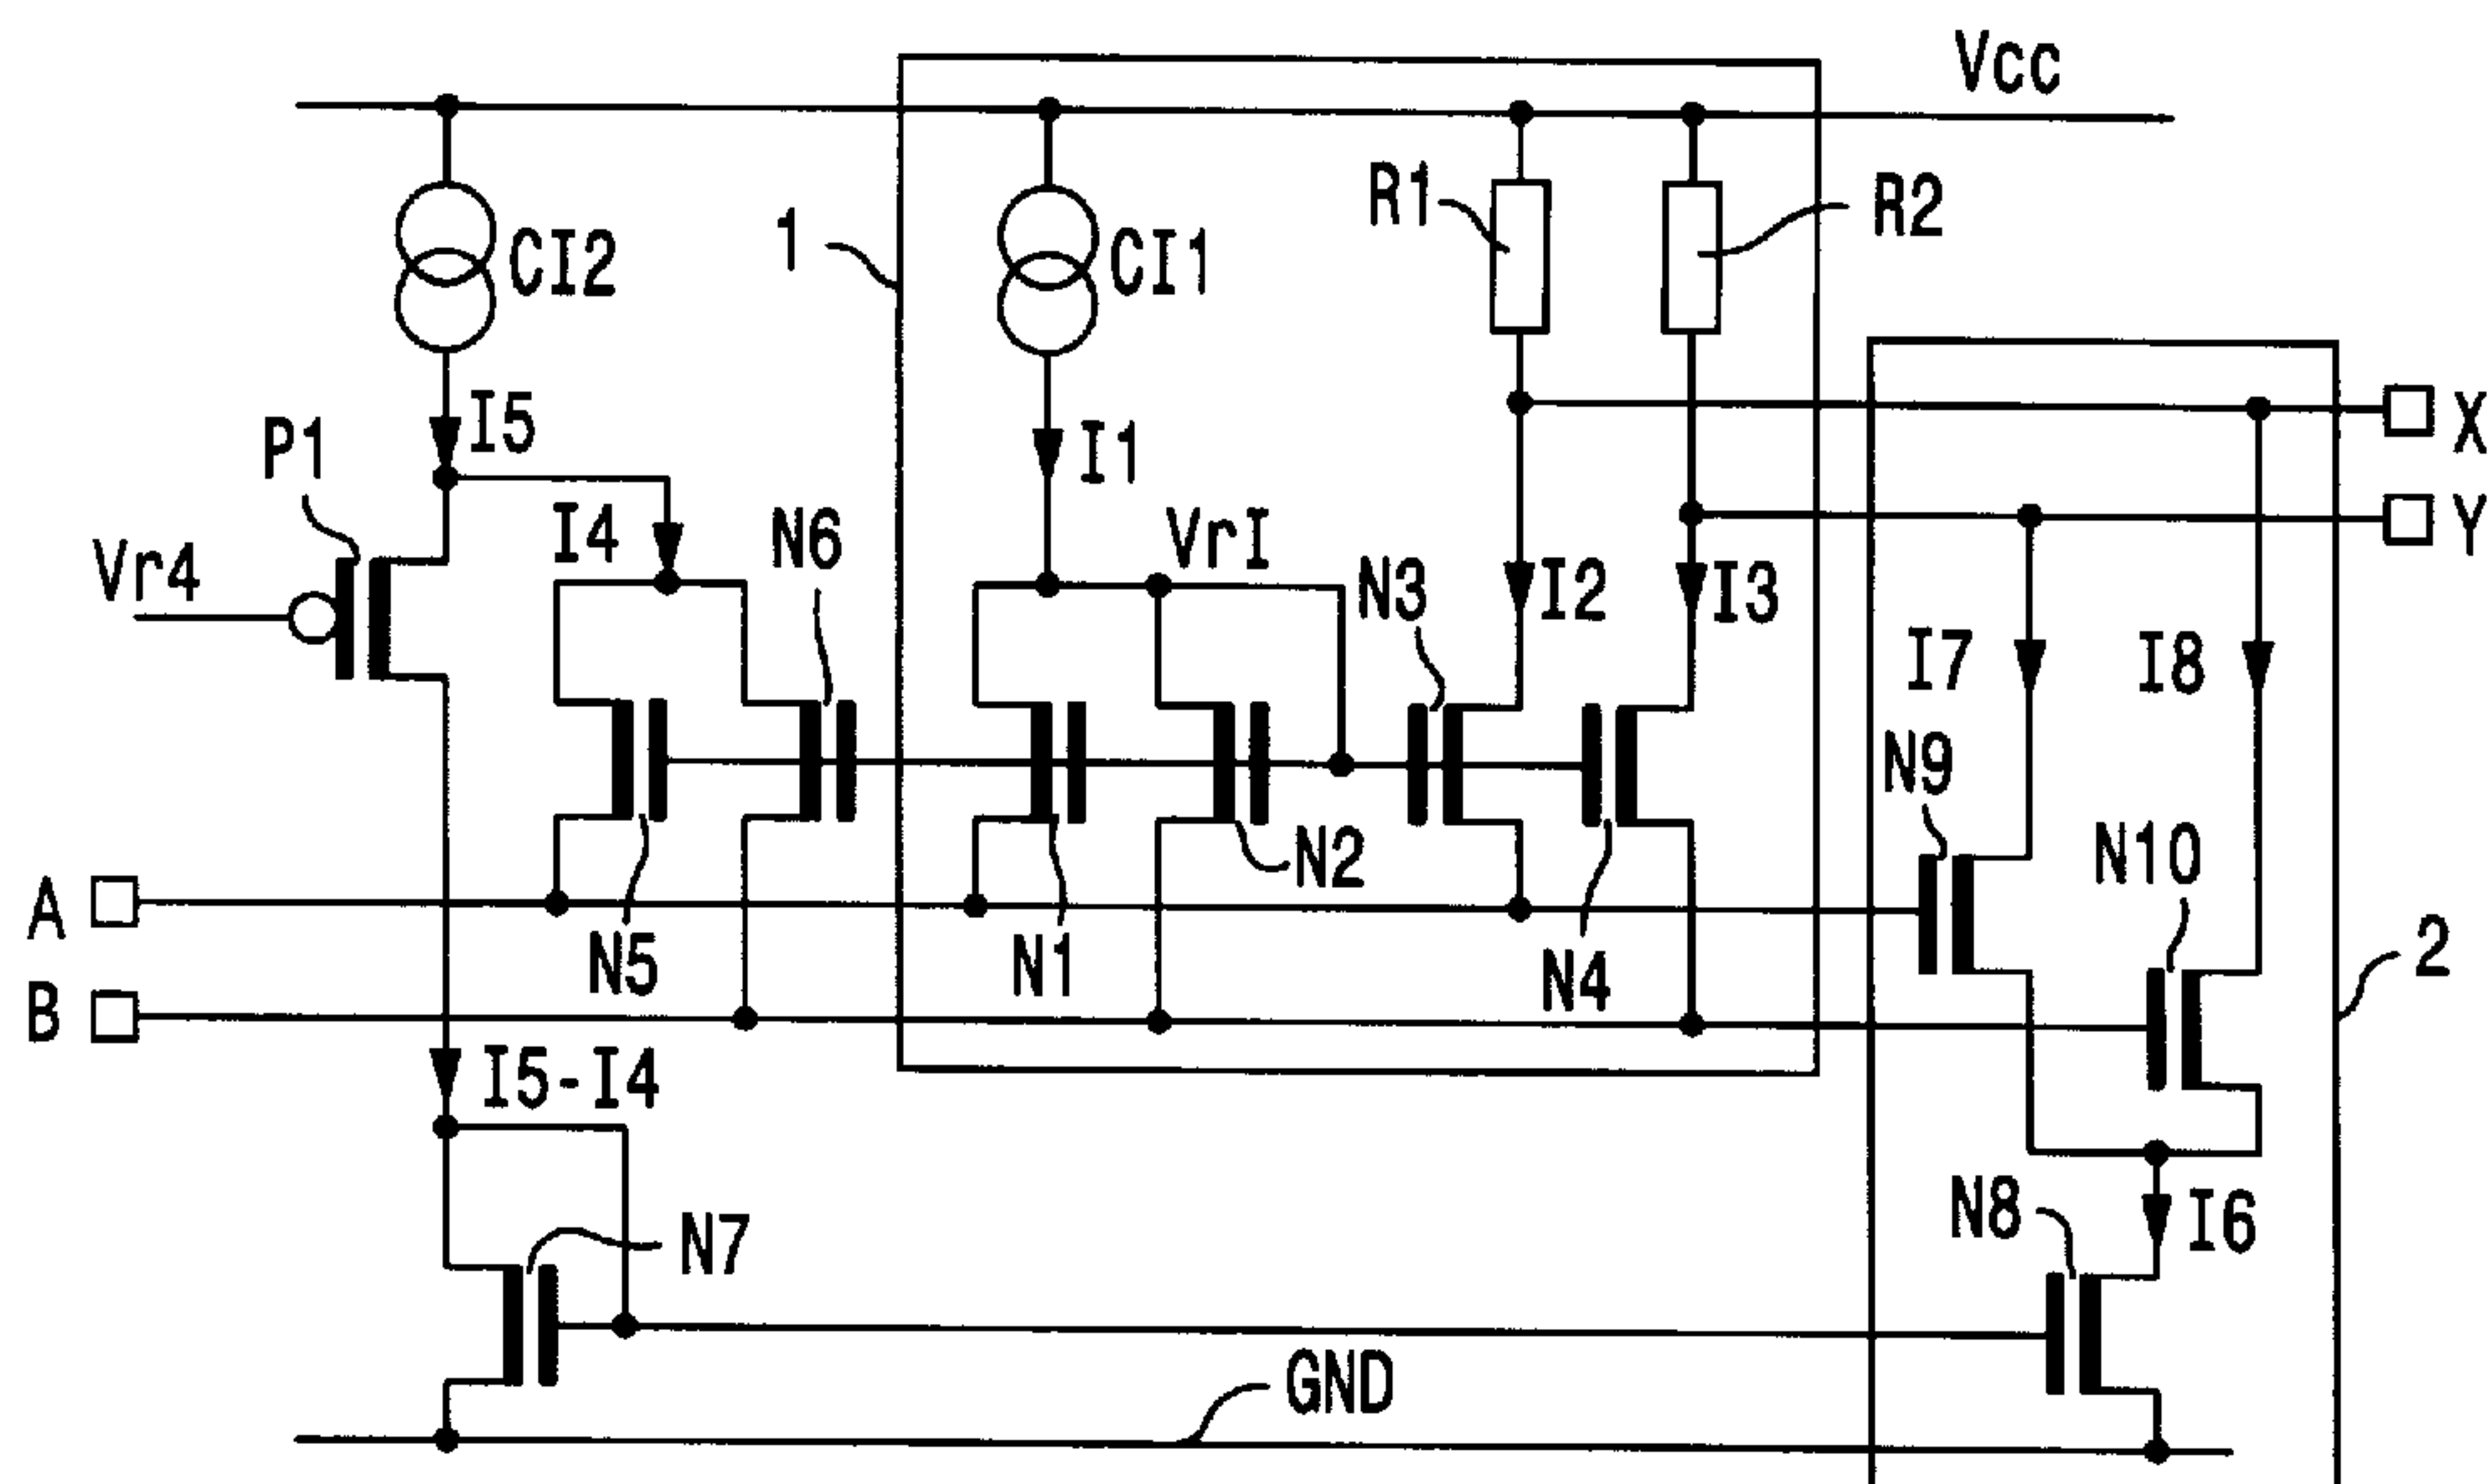 Vcc
R1
R2
1
CI2
CI1
I5
P1
I1
X
Y
I4
N6
VrI
N3
I2
I3
Vr4
I7
I8
N9
N10
N2
A
N5
N1
N4
2
B
I5-I4
N8
I6
N7
GND